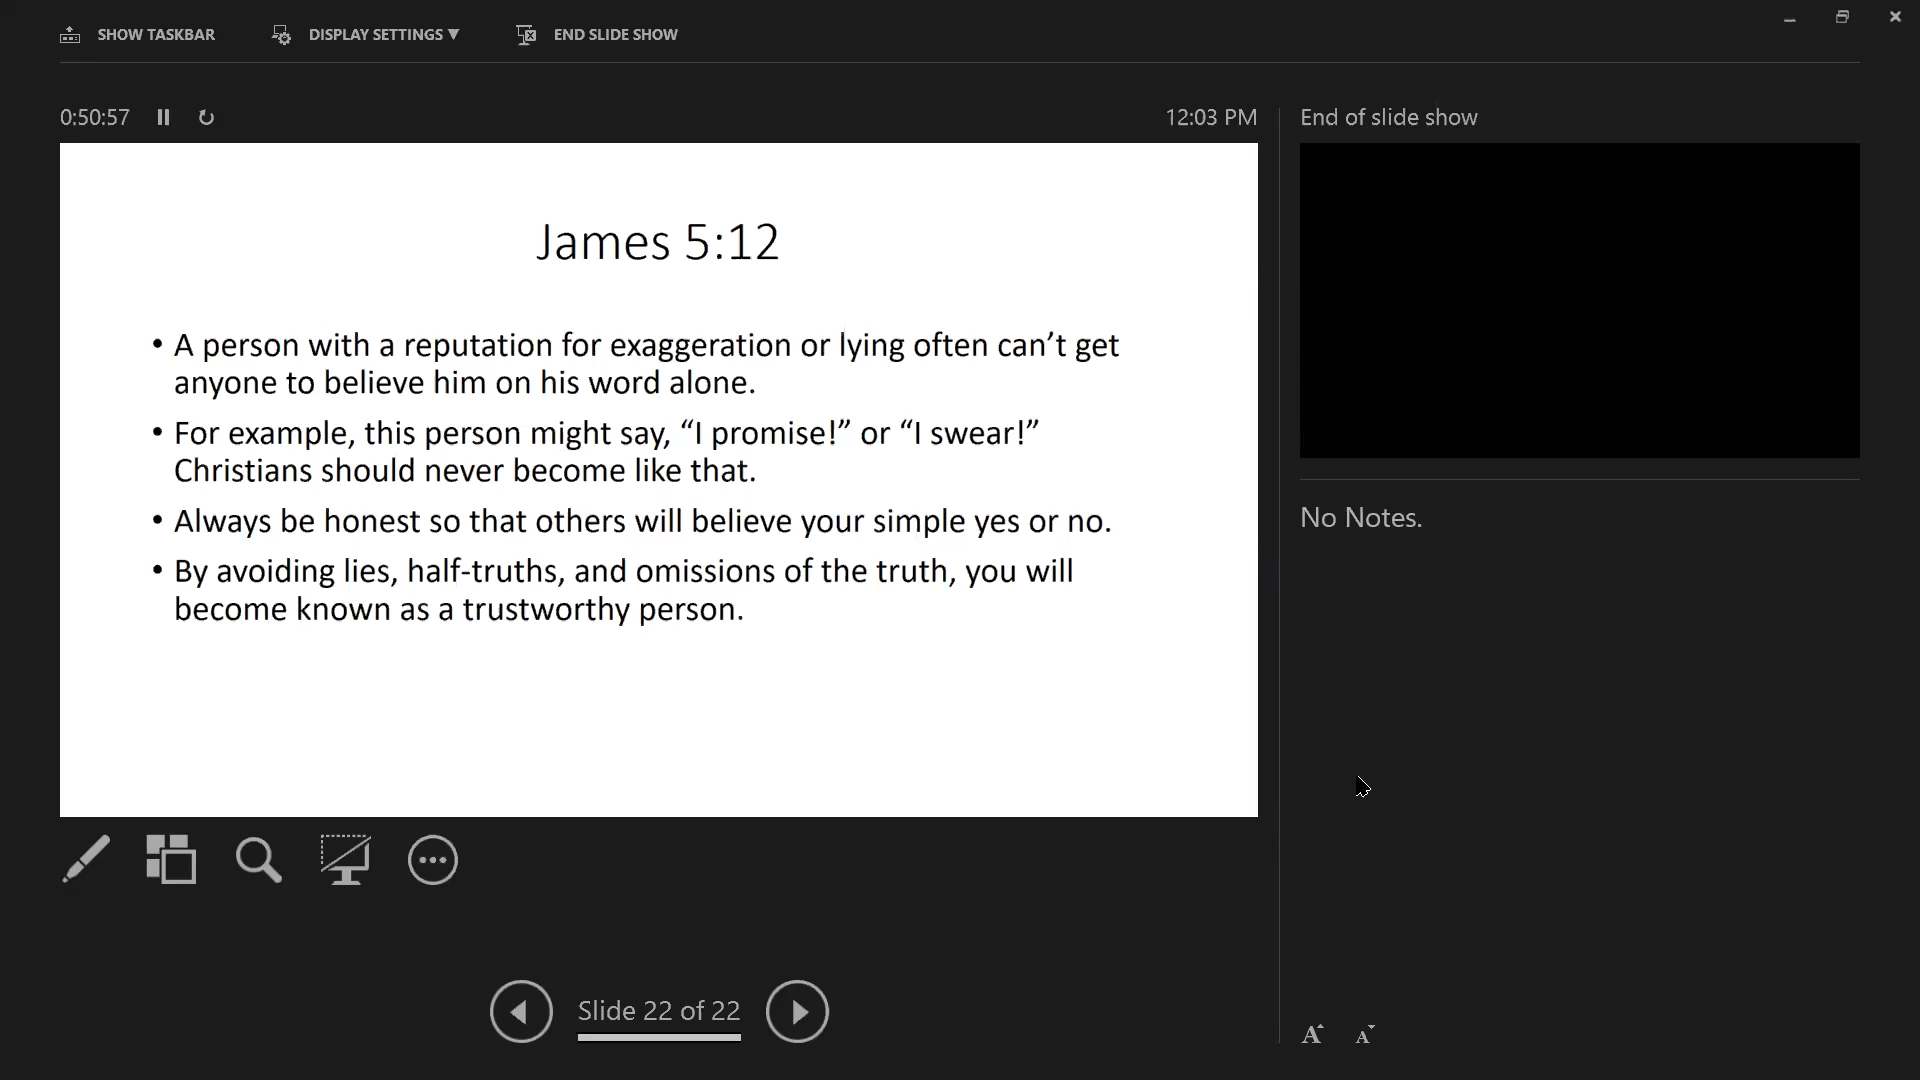 SHOW TASKBAR
DISPLAY SETTINGS ▼
END SLIDE SHOW
0:50:57
12:03 PM
End of slide show
James 5:12
• A person with a reputation for exaggeration or lying often can’t get
anyone to believe him on his word alone.
• For example, this person might say, “I promise!” or “I swear!”
Christians should never become like that.
• Always be honest so that others will believe your simple yes or no.
• By avoiding lies, half-truths, and omissions of the truth, you will
become known as a trustworthy person.
No Notes.
Slide 22 of 22
A A